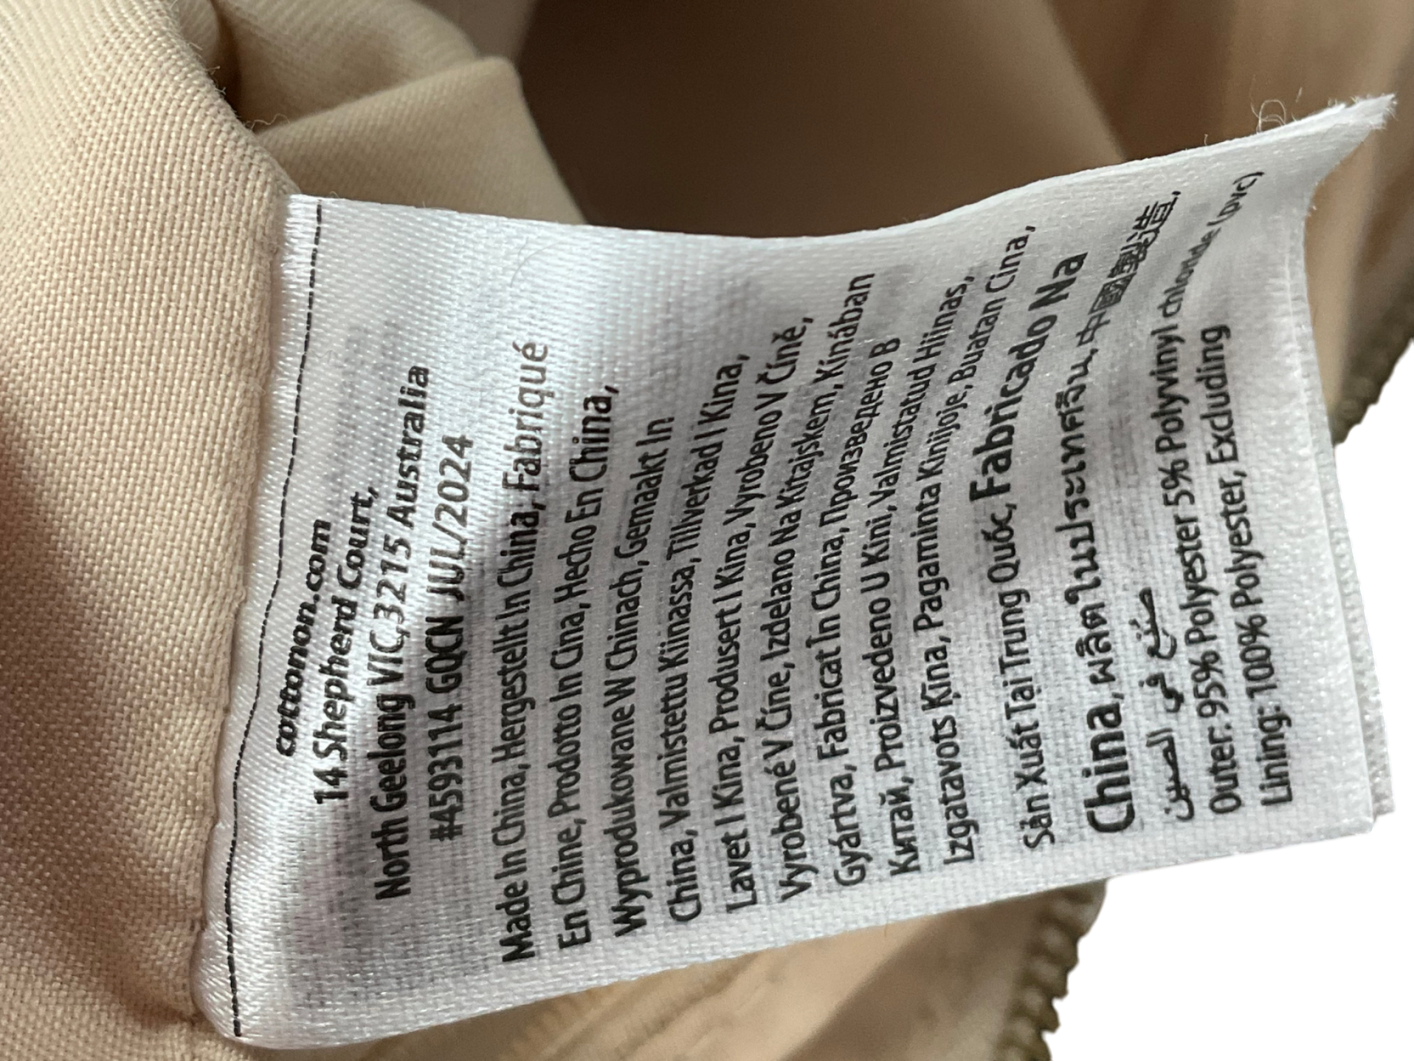 cottonon.com
14 Shepherd Court,
North Geelong VIC,3215 Australia
#4593114 GQCN JUL/2024
Made In China, Hergestellt In China, Fabriqué
En Chine, Prodotto In Cina, Hecho En China,
Wyprodukowane W Chinach, Gemaakt In
China, Valmistettu Kiinassa, Tillverkad I Kina,
Lavet I Kina, Produsert I Kina, Vyrobeno V Číně,
Vyrobené V Číne, Izdelano Na Kitajskem, Kínában
Gyártva, Fabricat În China, Произведено В
Китай, Proizvedeno U Kini, Valmistatud Hiinas,
Izgatavots Ķīna, Pagaminta Kinijoje, Buatan Cina,
Sản Xuất Tại Trung Quốc, Fabricado Na
China, ผลิตในประเทศจีน, 中國製造,
صنع في الصين
Outer: 95% Polyester 5% Polyvinyl chloride (pvc)
Lining: 100% Polyester, Excluding